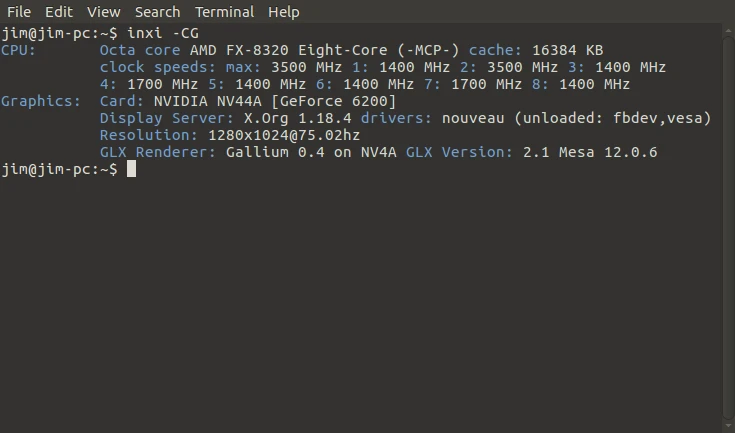 File Edit View Search Terminal Help
jim@jim-pc:~$ inxi -CG
CPU: Octa core AMD FX-8320 Eight-Core (-MCP-) cache: 16384 KB
clock speeds: max: 3500 MHz 1: 1400 MHz 2: 3500 MHz 3: 1400 MHz
4: 1700 MHz 5: 1400 MHz 6: 1400 MHz 7: 1700 MHz 8: 1400 MHz
Graphics: Card: NVIDIA NV44A [GeForce 6200]
Display Server: X.Org 1.18.4 drivers: nouveau (unloaded: fbdev,vesa)
Resolution: 1280x1024@75.02hz
GLX Renderer: Gallium 0.4 on NV4A GLX Version: 2.1 Mesa 12.0.6
jim@jim-pc:~$